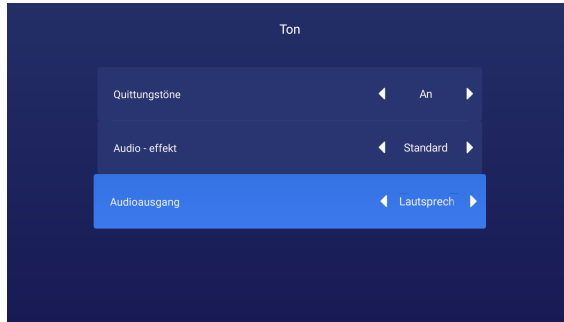 Ton
Quittungstöne An
Audio - effekt Standard
Audioausgang Lautsprech